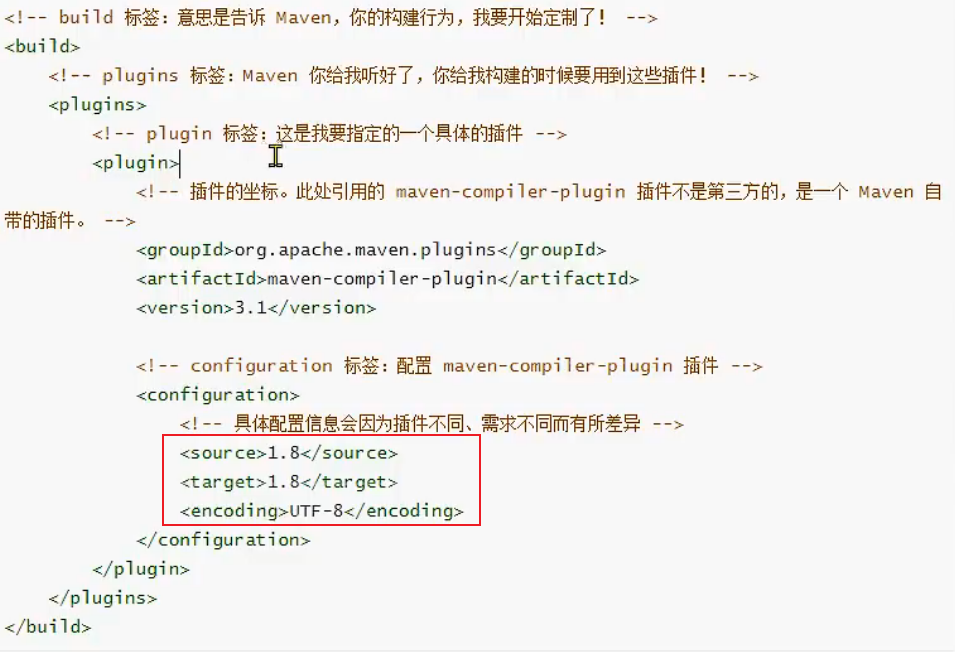 <!-- build 标签：意思是告诉 Maven，你的构建行为，我要开始定制了！ -->
<build>
<!-- plugins 标签：Maven 你给我听好了，你给我构建的时候要用到这些插件！ -->
<plugins>
<!-- plugin 标签：这是我要指定的一个具体的插件 -->
<plugin>
<!-- 插件的坐标。此处引用的 maven-compiler-plugin 插件不是第三方的，是一个 Maven 自
带的插件。 -->
<groupId>org.apache.maven.plugins</groupId>
<artifactId>maven-compiler-plugin</artifactId>
<version>3.1</version>
<!-- configuration 标签：配置 maven-compiler-plugin 插件 -->
<configuration>
<!-- 具体配置信息会因为插件不同、需求不同而有所差异 -->
<source>1.8</source>
<target>1.8</target>
<encoding>UTF-8</encoding>
</configuration>
</plugin>
</plugins>
</build>